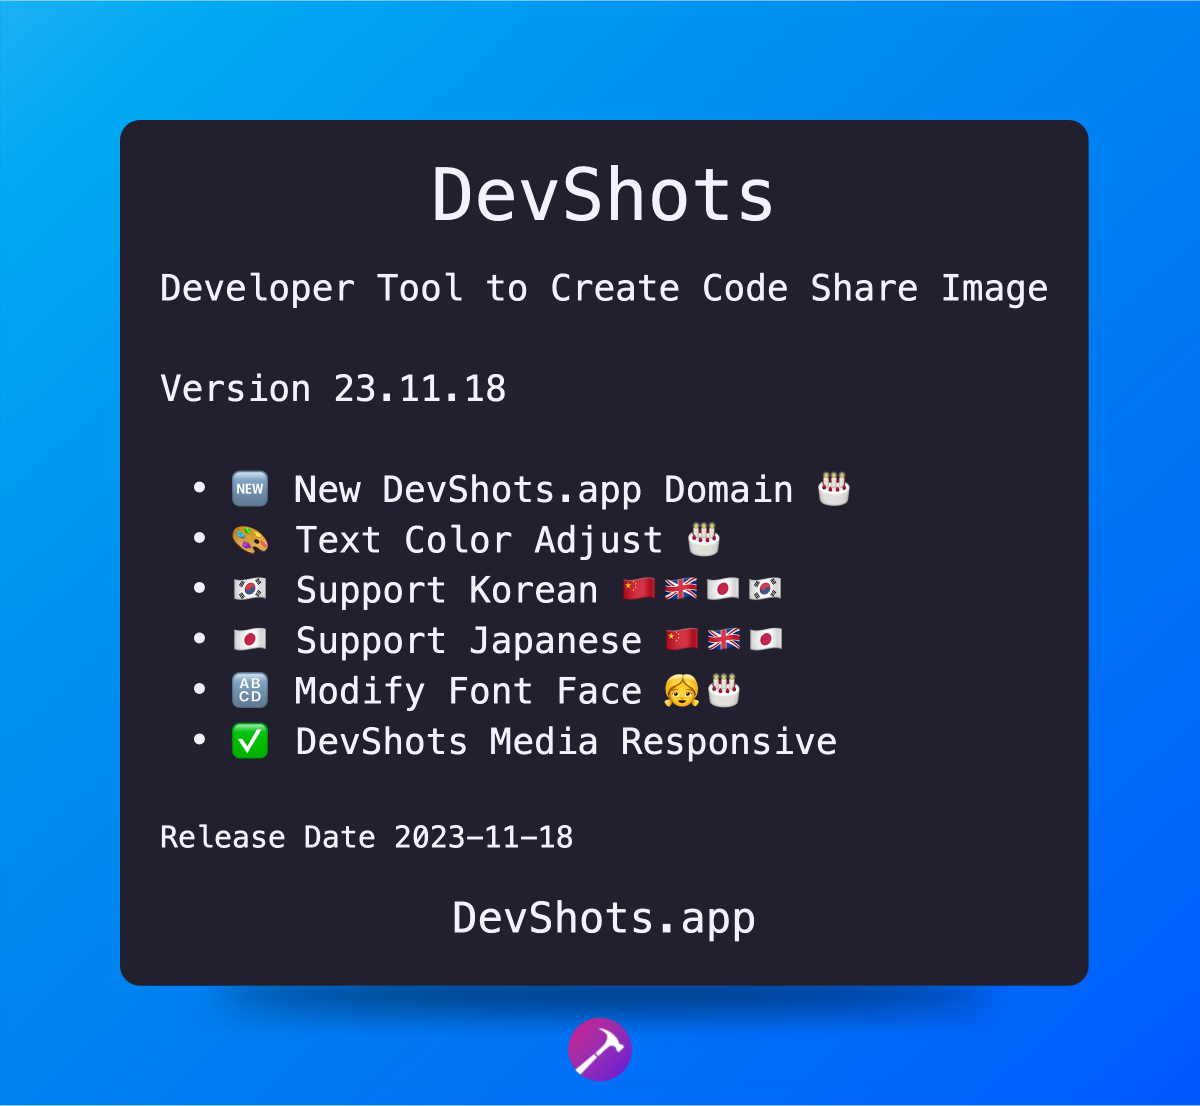 DevShots
Developer Tool to Create Code Share Image
Version 23.11.18
• 🆕 New DevShots.app Domain 🎂
• 🎨 Text Color Adjust 🎂
• 🇰🇷 Support Korean 🇨🇳🇬🇧🇯🇵🇰🇷
• 🇯🇵 Support Japanese 🇨🇳🇬🇧🇯🇵
• 🔠 Modify Font Face 👧🎂
• ✅ DevShots Media Responsive
Release Date 2023-11-18
DevShots.app